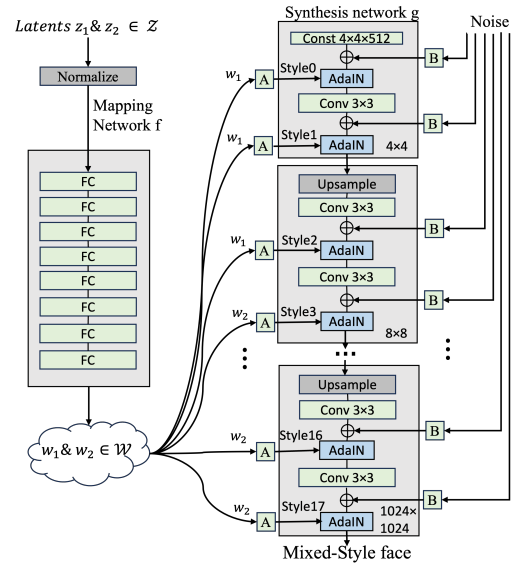 Latents z₁& z₂ ∈ 𝒵
Normalize
Mapping
Network f
FC
FC
FC
FC
FC
FC
FC
FC
w₁& w₂ ∈ 𝒲
Synthesis network g
Noise
Const 4×4×512
B
w₁
A
Style0
AdaIN
Conv 3×3
B
w₁
A
Style1
AdaIN
4×4
Upsample
Conv 3×3
B
w₁
A
Style2
AdaIN
Conv 3×3
B
w₂
A
Style3
AdaIN
8×8
Upsample
Conv 3×3
B
w₂
A
Style16
AdaIN
Conv 3×3
B
w₂
A
Style17
AdaIN
1024×
1024
Mixed-Style face